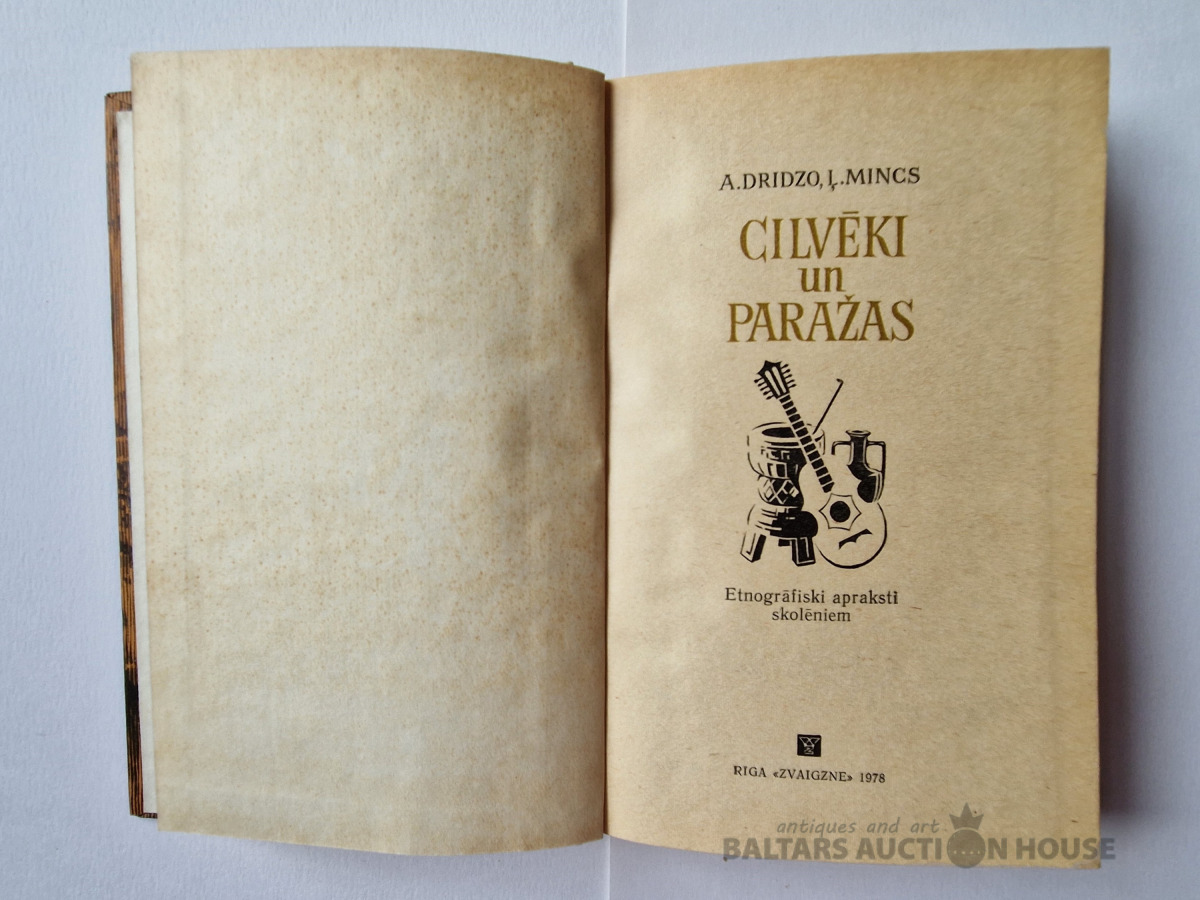 A.DRIDZO, Ļ.MINCS
CILVĒKI
un
PARAŽAS
Etnogrāfiski apraksti
skolēniem
RIGA «ZVAIGZNE» 1978
antiques and art
BALTARS AUCTION HOUSE